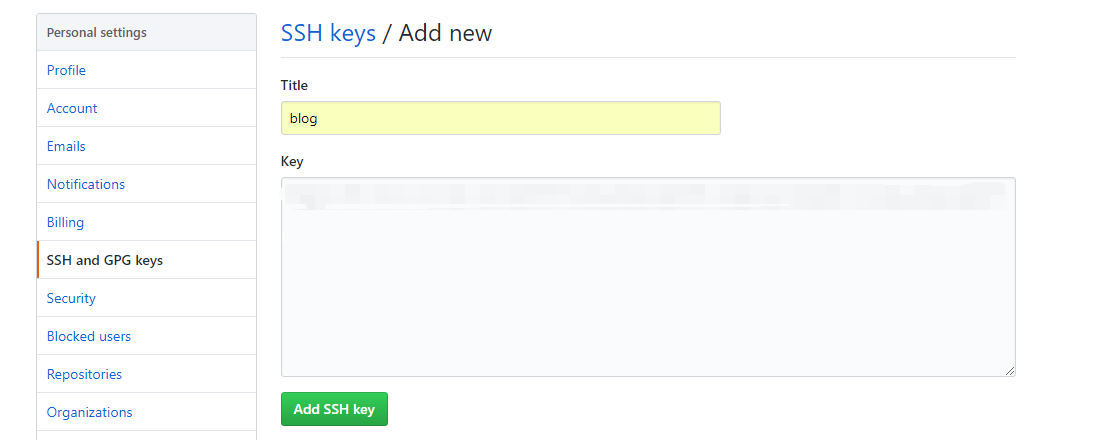 Personal settings
Profile
Account
Emails
Notifications
Billing
SSH and GPG keys
Security
Blocked users
Repositories
Organizations
SSH keys / Add new
Title
blog
Key
Add SSH key